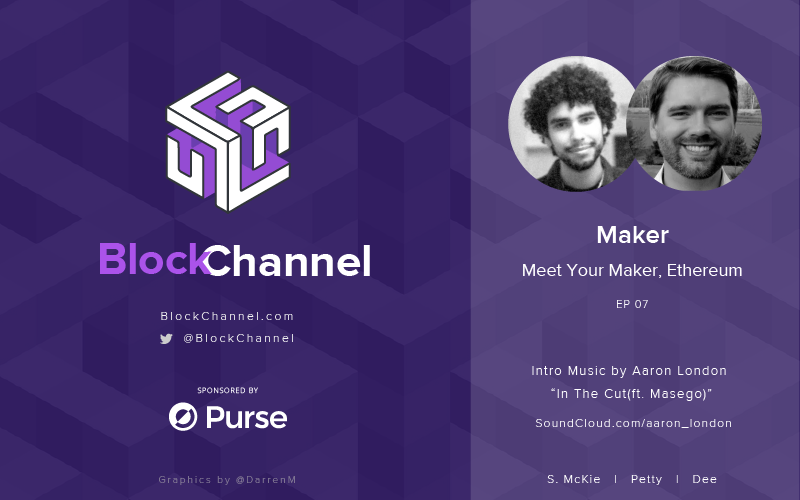 BlockChannel
BlockChannel.com
@BlockChannel
SPONSORED BY
Purse
Graphics by @DarrenM
Maker
Meet Your Maker, Ethereum
EP 07
Intro Music by Aaron London
“In The Cut(ft. Masego)”
SoundCloud.com/aaron_london
S. McKie | Petty | Dee